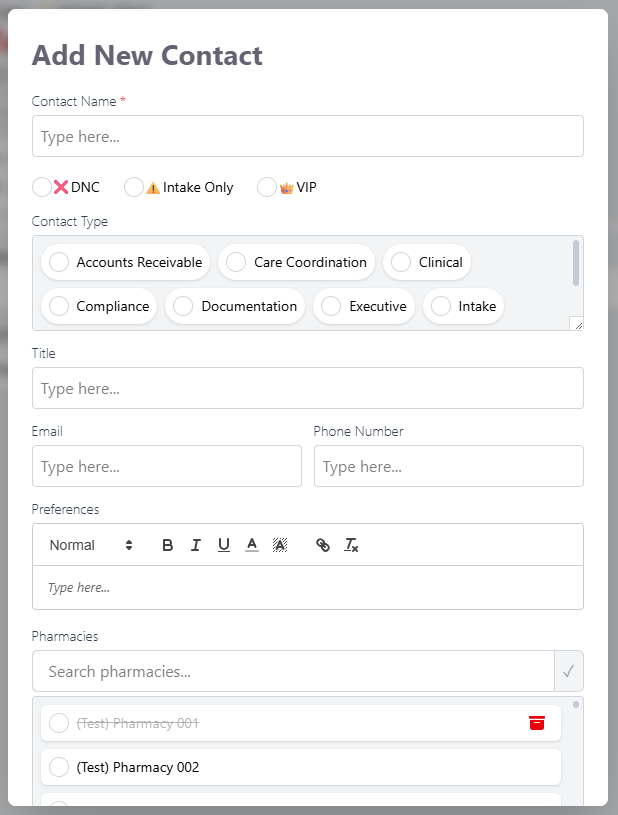 Add New Contact
Contact Name *
Type here...
❌ DNC ⚠️ Intake Only 👑 VIP
Contact Type
Accounts Receivable Care Coordination Clinical
Compliance Documentation Executive Intake
Title
Type here...
Email Phone Number
Type here... Type here...
Preferences
Normal B I U A A
Type here...
Pharmacies
Search pharmacies... ✓
(Test) Pharmacy 001
(Test) Pharmacy 002